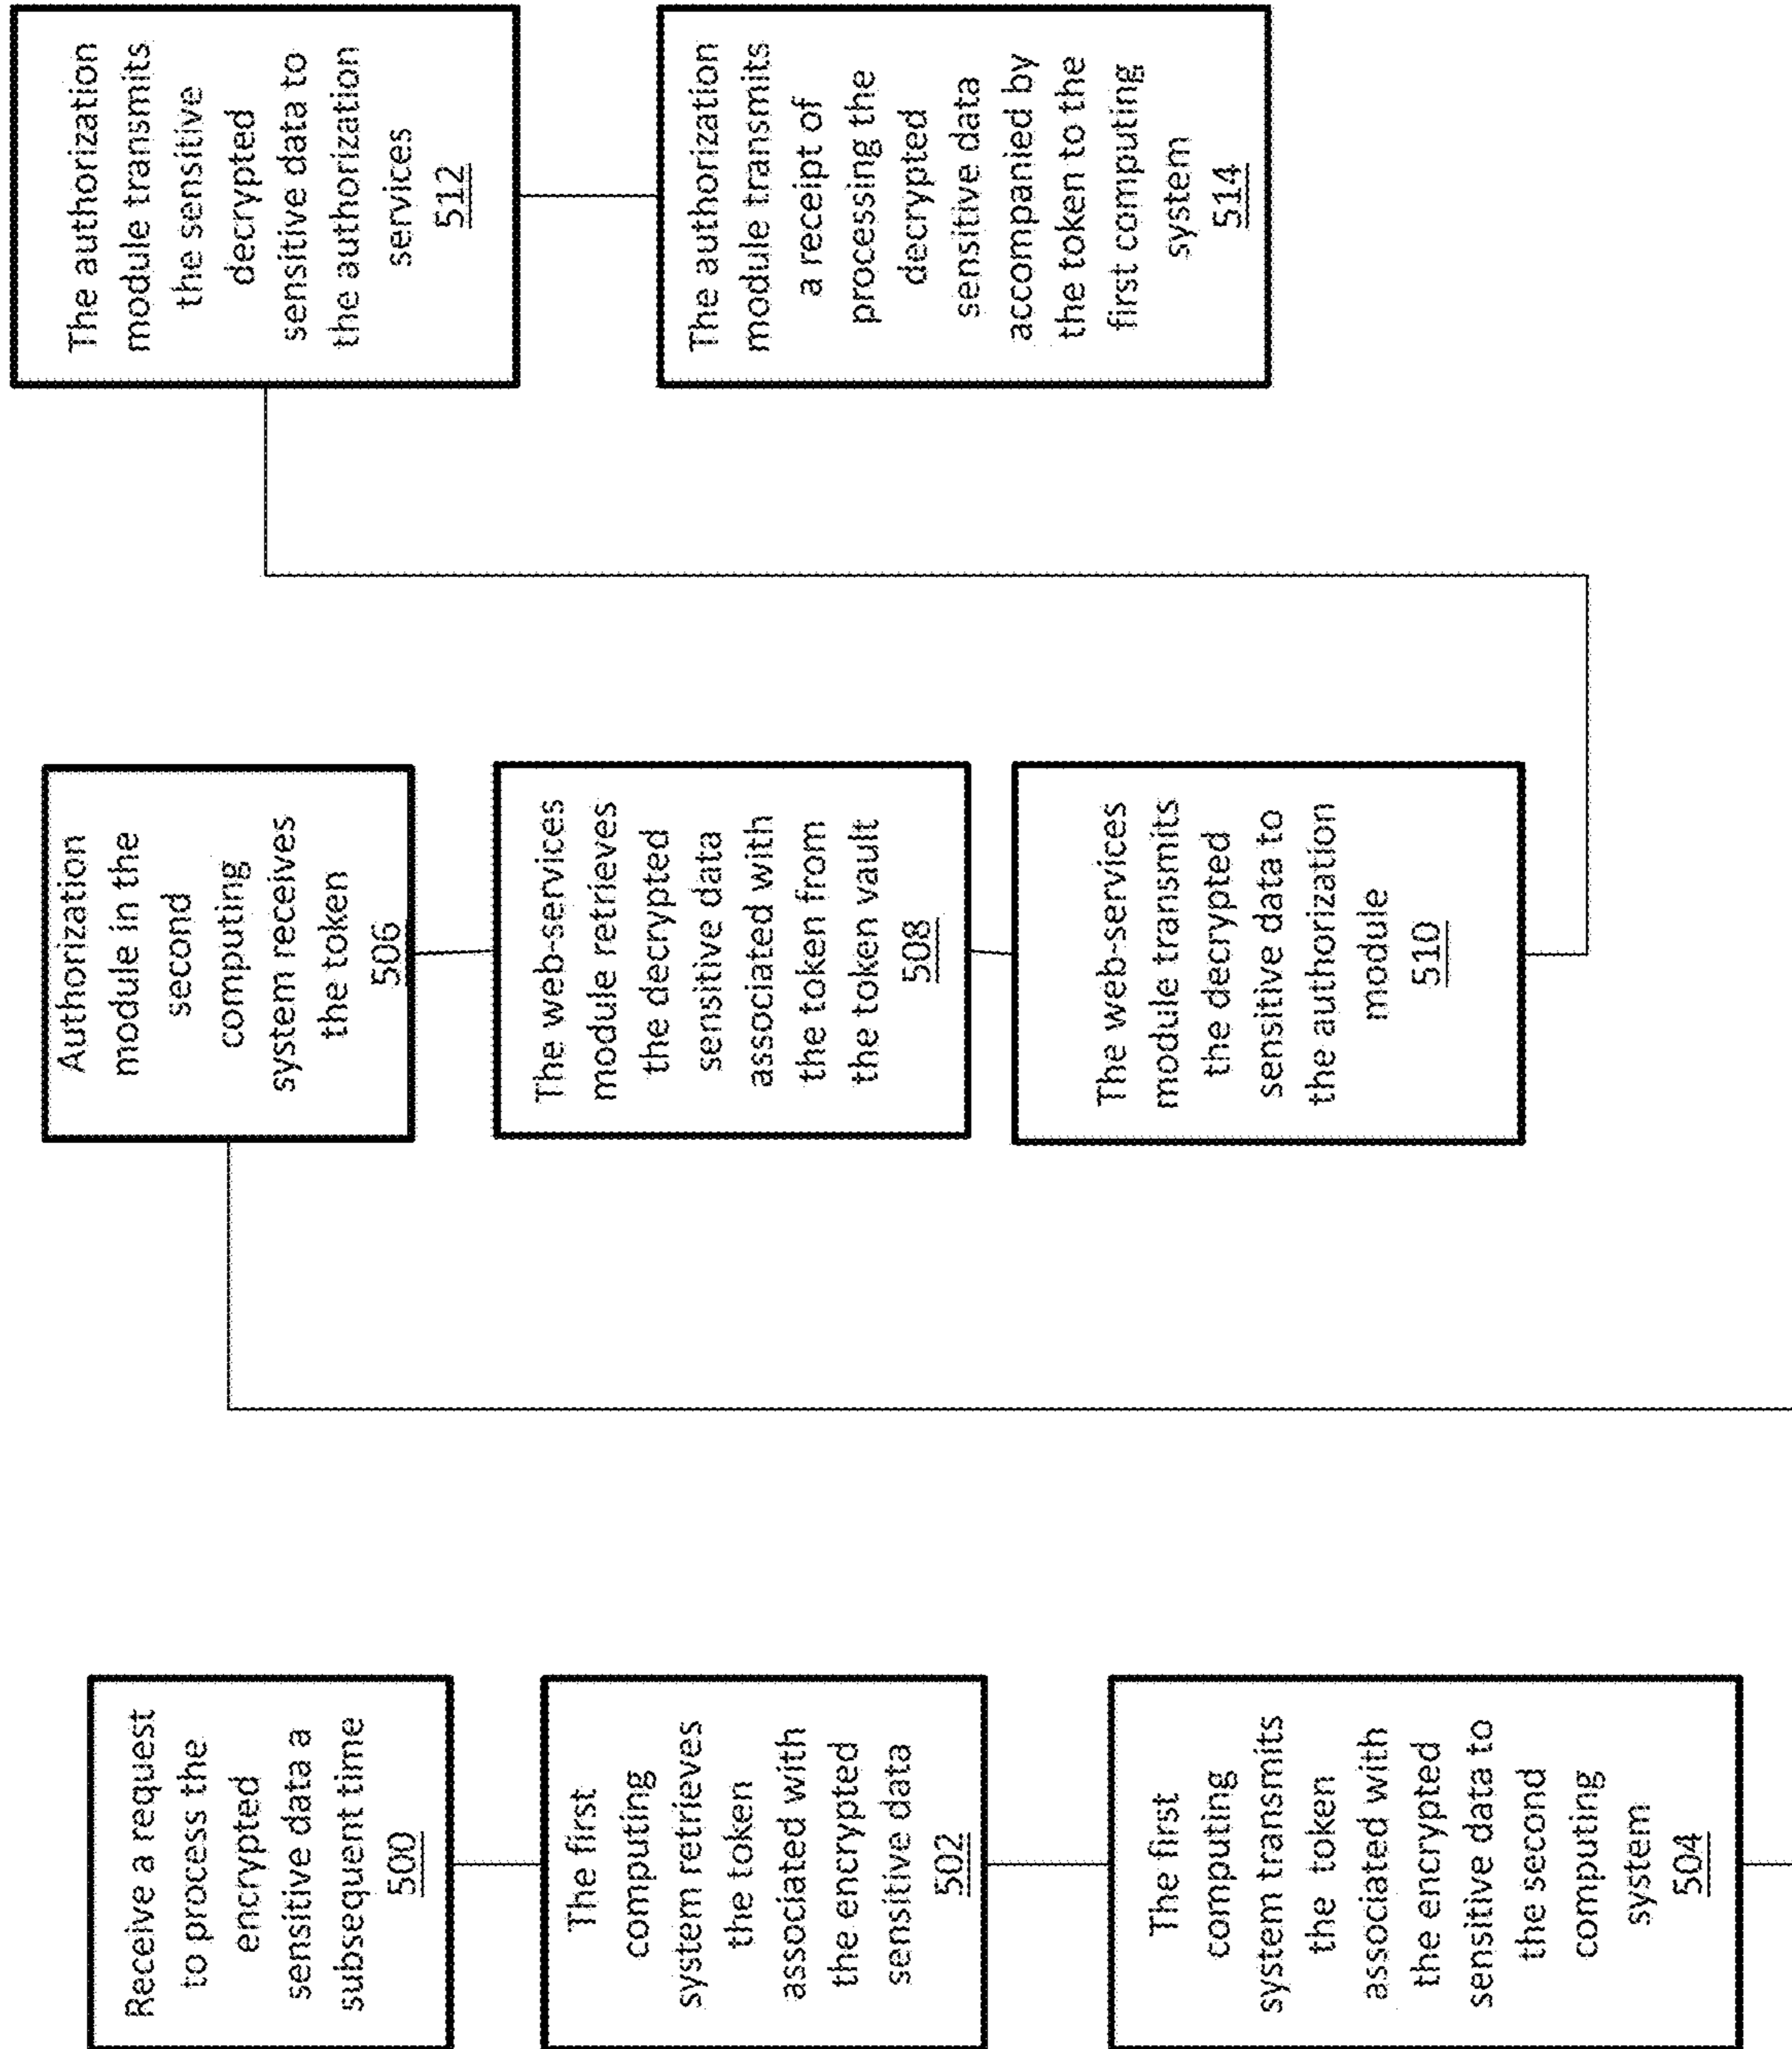 Receive a request
to process the
encrypted
sensitive data a
subsequent time
500
The first
computing
system retrieves
the token
associated with
the encrypted
sensitive data
502
The first
computing
system transmits
the token
associated with
the encrypted
sensitive data to
the second
computing
system
504
Authorization
module in the
second
computing
system receives
the token
506
The web-services
module retrieves
the decrypted
sensitive data
associated with
the token from
the token vault
508
The web-services
module transmits
the decrypted
sensitive data to
the authorization
module
510
The authorization
module transmits
the sensitive
decrypted
sensitive data to
the authorization
services
512
The authorization
module transmits
a receipt of
processing the
decrypted
sensitive data
accompanied by
the token to the
first computing
system
514